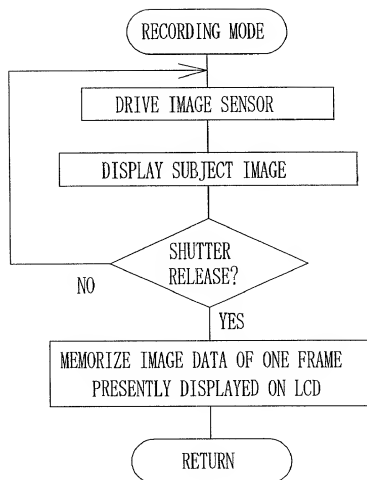 RECORDING MODE
DRIVE IMAGE SENSOR
DISPLAY SUBJECT IMAGE
SHUTTER
RELEASE?
NO
YES
MEMORIZE IMAGE DATA OF ONE FRAME
PRESENTLY DISPLAYED ON LCD
RETURN